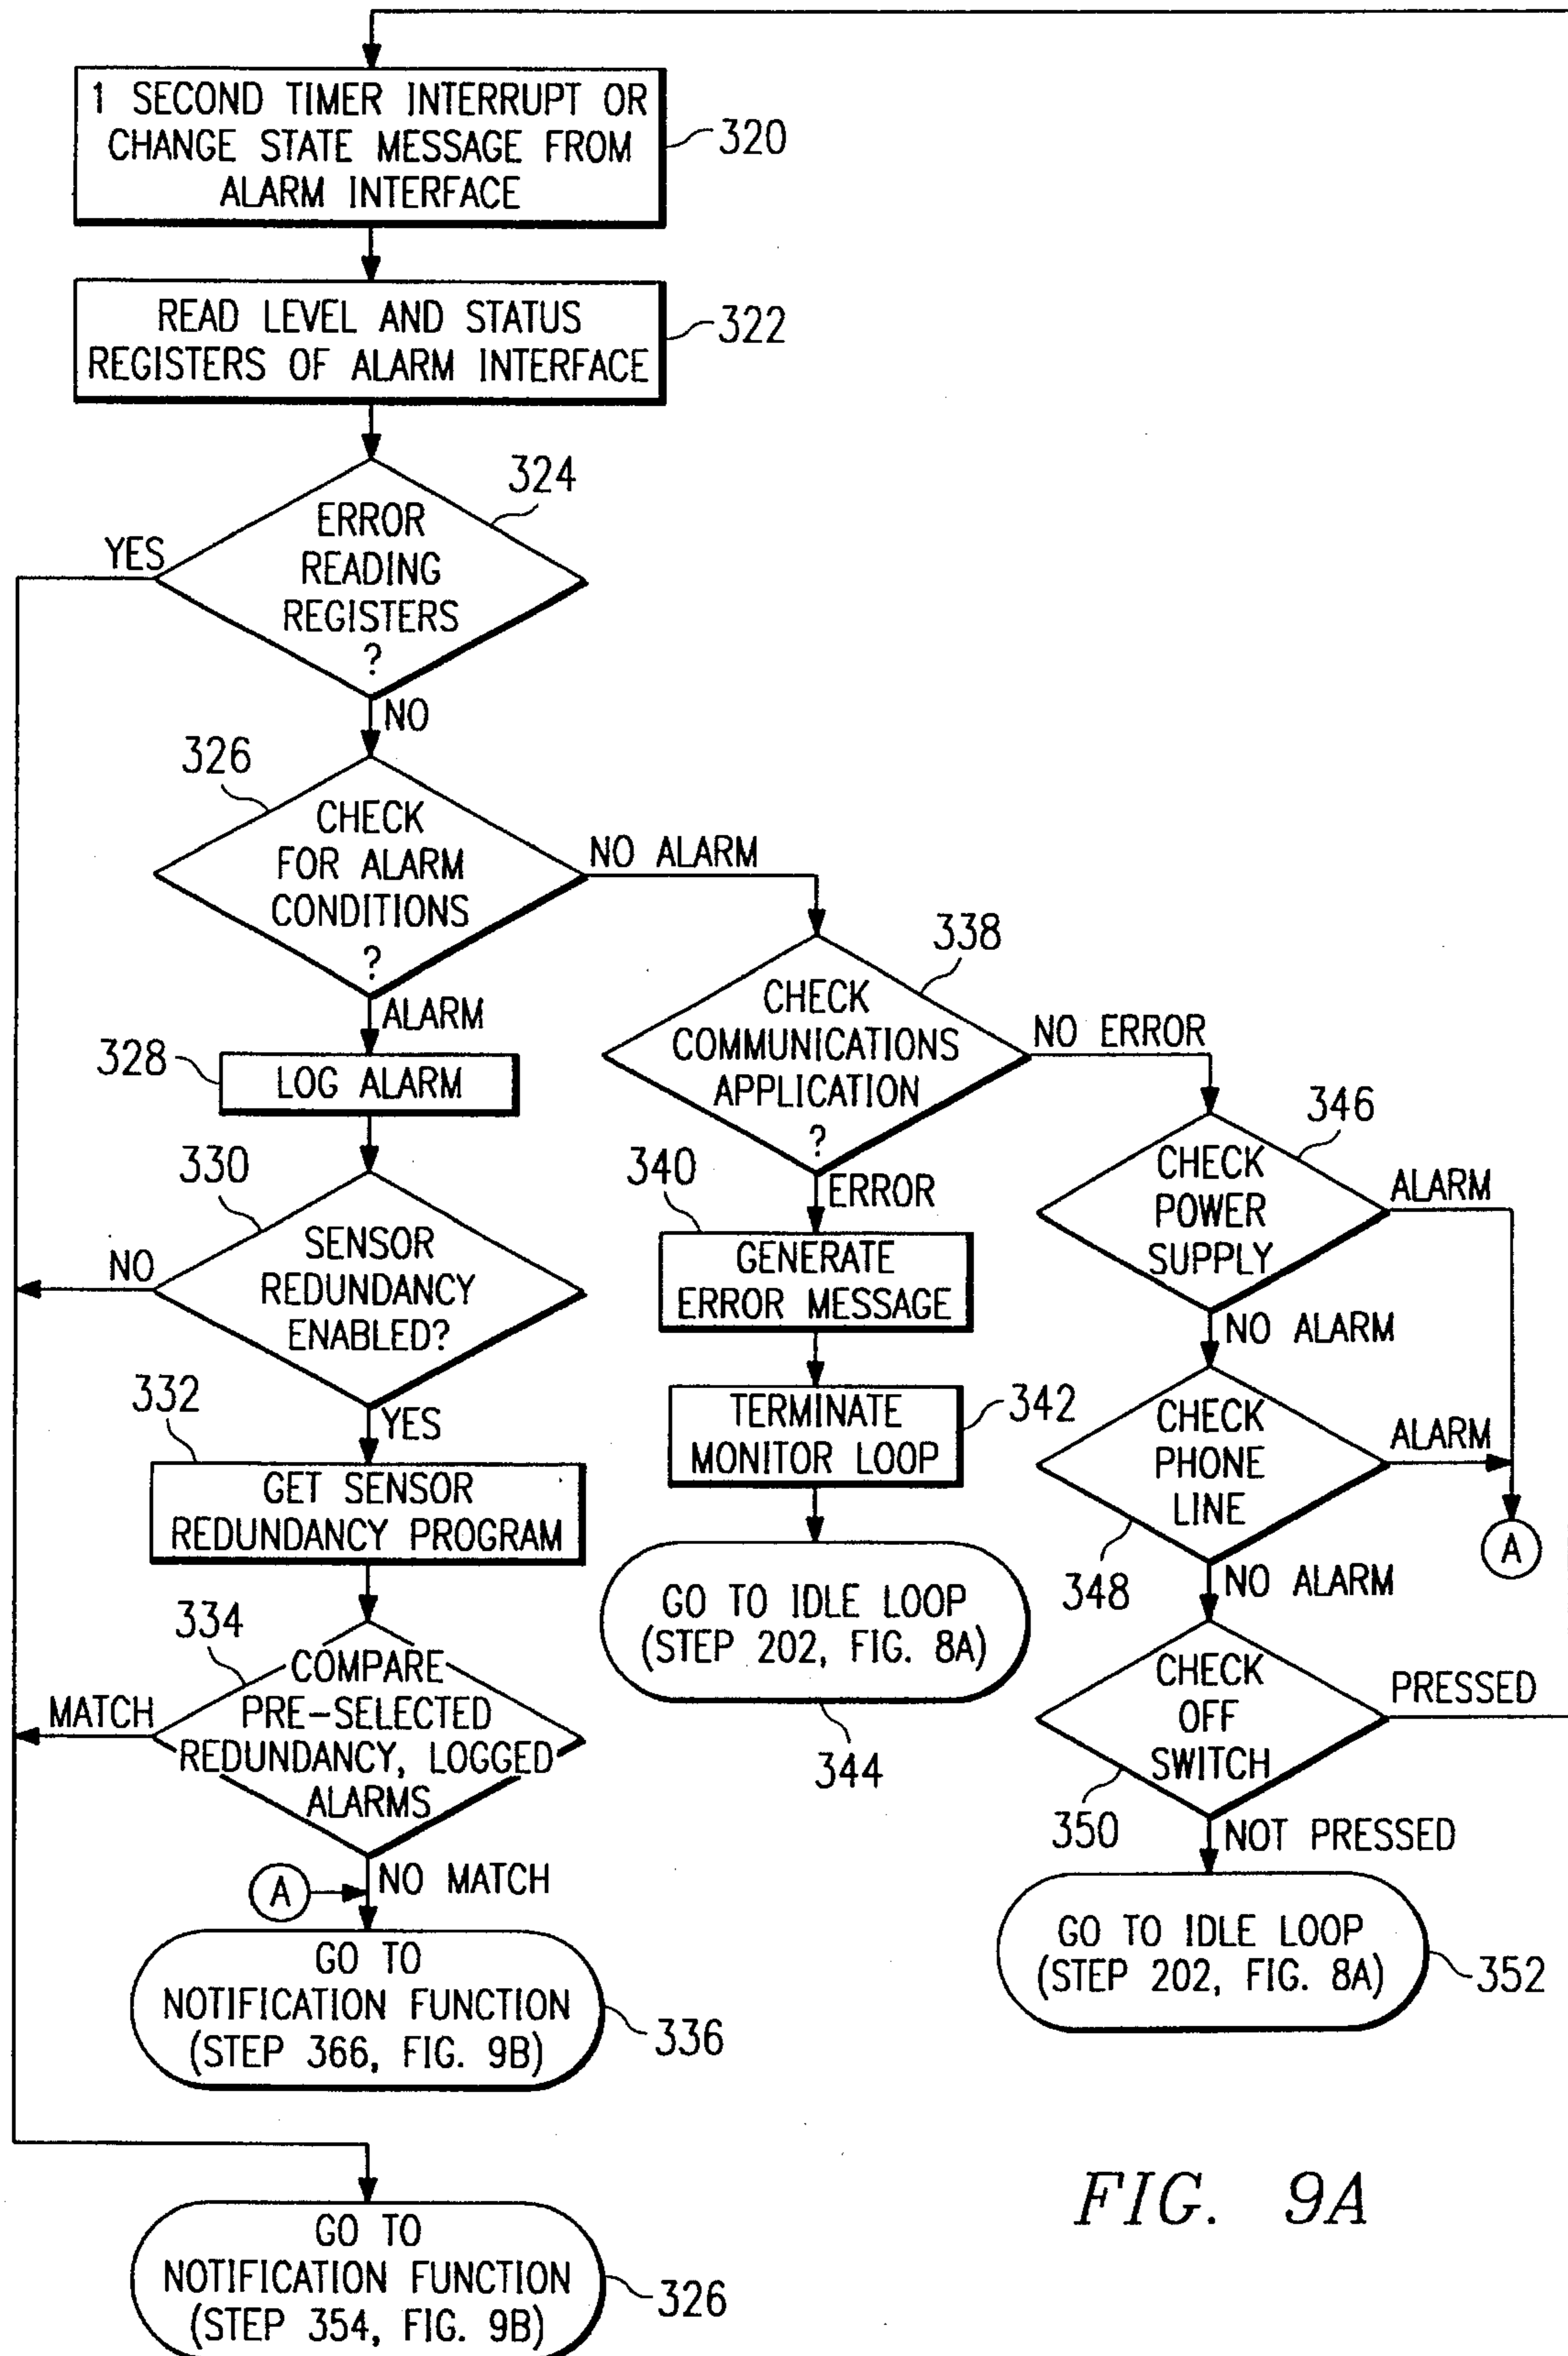 1 SECOND TIMER INTERRUPT OR
CHANGE STATE MESSAGE FROM
ALARM INTERFACE
320
READ LEVEL AND STATUS
REGISTERS OF ALARM INTERFACE
322
324
ERROR
READING
REGISTERS
?
YES
NO
326
CHECK
FOR ALARM
CONDITIONS
?
NO ALARM
ALARM
328
LOG ALARM
330
SENSOR
REDUNDANCY
ENABLED?
NO
YES
332
GET SENSOR
REDUNDANCY PROGRAM
334
COMPARE
PRE-SELECTED
REDUNDANCY, LOGGED
ALARMS
MATCH
NO MATCH
A
GO TO
NOTIFICATION FUNCTION
(STEP 366, FIG. 9B)
336
GO TO
NOTIFICATION FUNCTION
(STEP 354, FIG. 9B)
326
338
CHECK
COMMUNICATIONS
APPLICATION
?
NO ERROR
ERROR
340
GENERATE
ERROR MESSAGE
TERMINATE
MONITOR LOOP
342
GO TO IDLE LOOP
(STEP 202, FIG. 8A)
344
346
CHECK
POWER
SUPPLY
ALARM
NO ALARM
CHECK
PHONE
LINE
ALARM
348
A
NO ALARM
CHECK
OFF
SWITCH
PRESSED
350
NOT PRESSED
GO TO IDLE LOOP
(STEP 202, FIG. 8A)
352
FIG. 9A